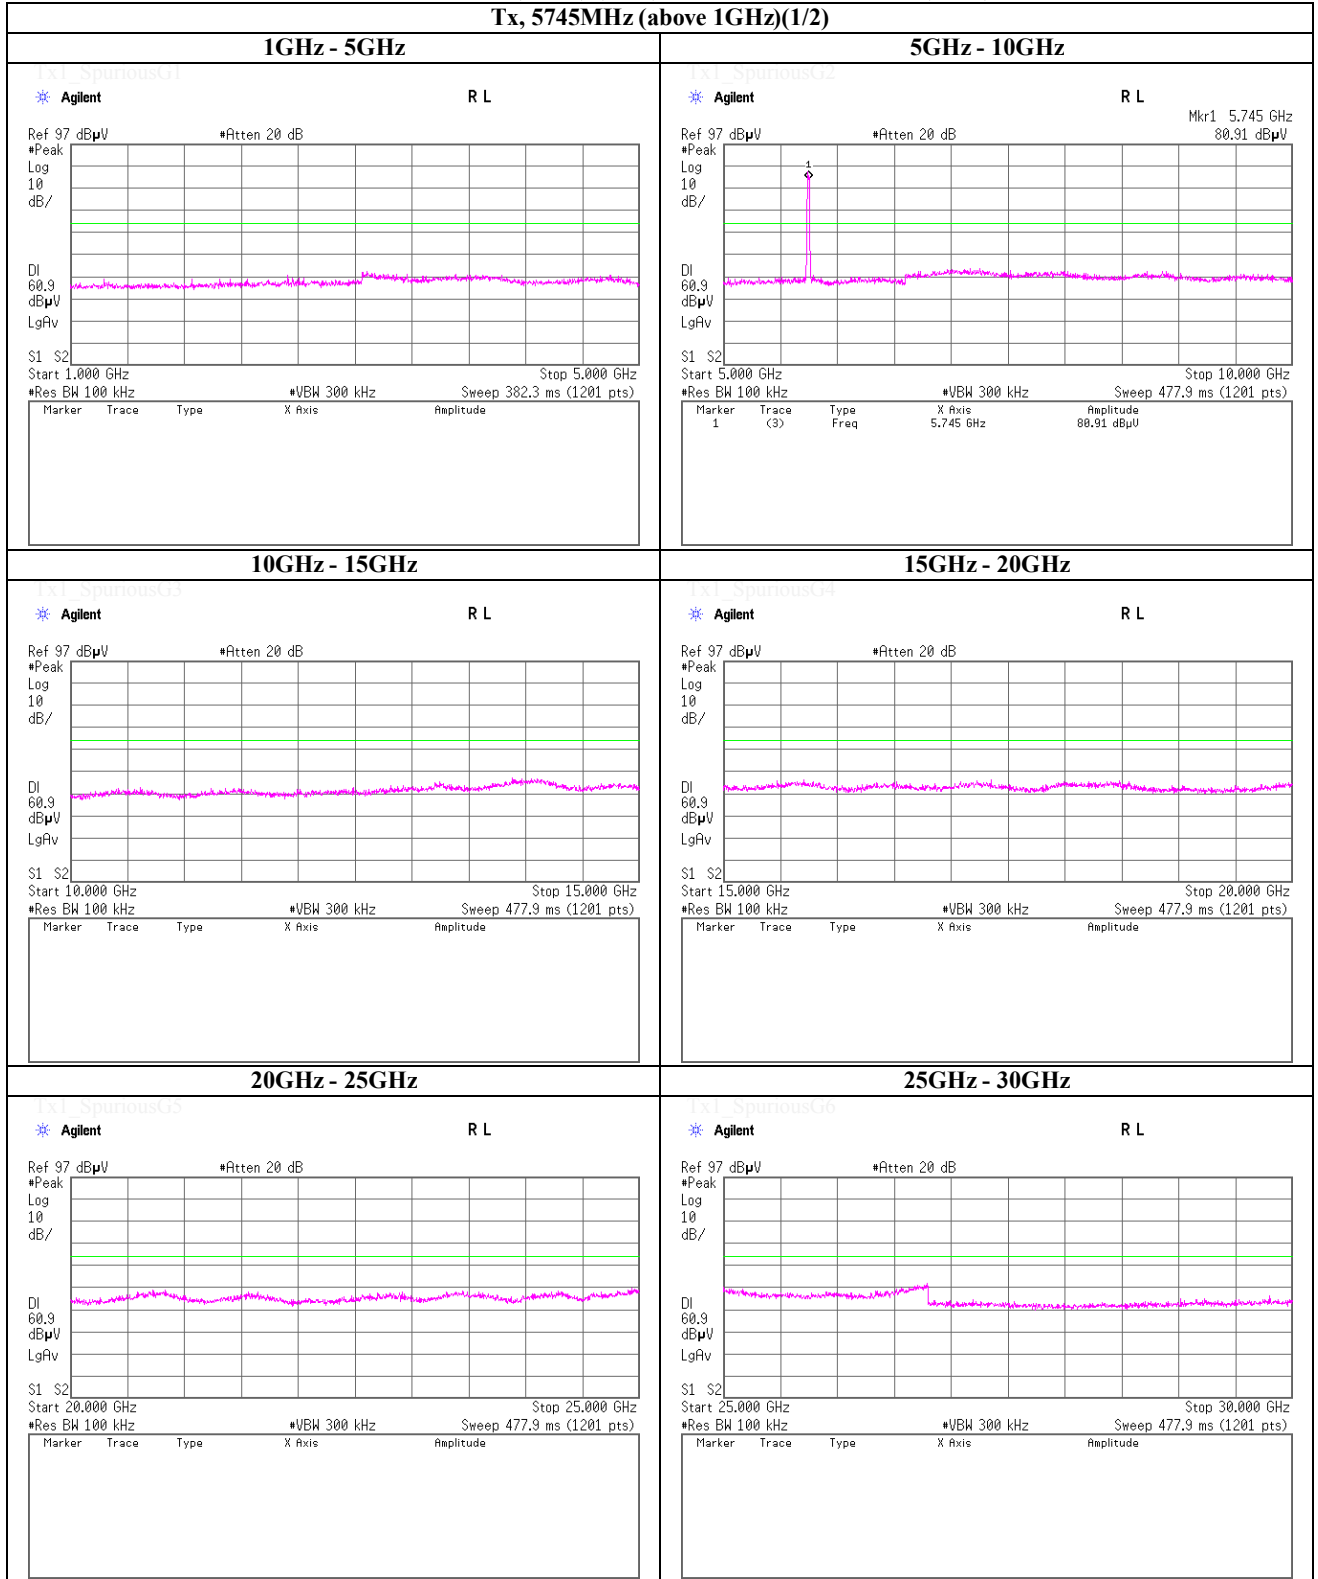 Tx, 5745MHz (above 1GHz)(1/2)
1GHz - 5GHz
Tx1_SpuriousG1
Agilent R L
Ref 97 dBµV #Atten 20 dB
#Peak
Log
10
dB/
DI
60.9
dBµV
LgAv
S1 S2
Start 1.000 GHz Stop 5.000 GHz
#Res BW 100 kHz #VBW 300 kHz Sweep 382.3 ms (1201 pts)
Marker Trace Type X Axis Amplitude
5GHz - 10GHz
Tx1_SpuriousG2
Agilent R L
Mkr1 5.745 GHz
Ref 97 dBµV #Atten 20 dB 80.91 dBµV
#Peak
Log
10
dB/
1
DI
60.9
dBµV
LgAv
S1 S2
Start 5.000 GHz Stop 10.000 GHz
#Res BW 100 kHz #VBW 300 kHz Sweep 477.9 ms (1201 pts)
Marker Trace Type X Axis Amplitude
1 (3) Freq 5.745 GHz 80.91 dBµV
10GHz - 15GHz
Tx1_SpuriousG3
Agilent R L
Ref 97 dBµV #Atten 20 dB
#Peak
Log
10
dB/
DI
60.9
dBµV
LgAv
S1 S2
Start 10.000 GHz Stop 15.000 GHz
#Res BW 100 kHz #VBW 300 kHz Sweep 477.9 ms (1201 pts)
Marker Trace Type X Axis Amplitude
15GHz - 20GHz
Tx1_SpuriousG4
Agilent R L
Ref 97 dBµV #Atten 20 dB
#Peak
Log
10
dB/
DI
60.9
dBµV
LgAv
S1 S2
Start 15.000 GHz Stop 20.000 GHz
#Res BW 100 kHz #VBW 300 kHz Sweep 477.9 ms (1201 pts)
Marker Trace Type X Axis Amplitude
20GHz - 25GHz
Tx1_SpuriousG5
Agilent R L
Ref 97 dBµV #Atten 20 dB
#Peak
Log
10
dB/
DI
60.9
dBµV
LgAv
S1 S2
Start 20.000 GHz Stop 25.000 GHz
#Res BW 100 kHz #VBW 300 kHz Sweep 477.9 ms (1201 pts)
Marker Trace Type X Axis Amplitude
25GHz - 30GHz
Tx1_SpuriousG6
Agilent R L
Ref 97 dBµV #Atten 20 dB
#Peak
Log
10
dB/
DI
60.9
dBµV
LgAv
S1 S2
Start 25.000 GHz Stop 30.000 GHz
#Res BW 100 kHz #VBW 300 kHz Sweep 477.9 ms (1201 pts)
Marker Trace Type X Axis Amplitude